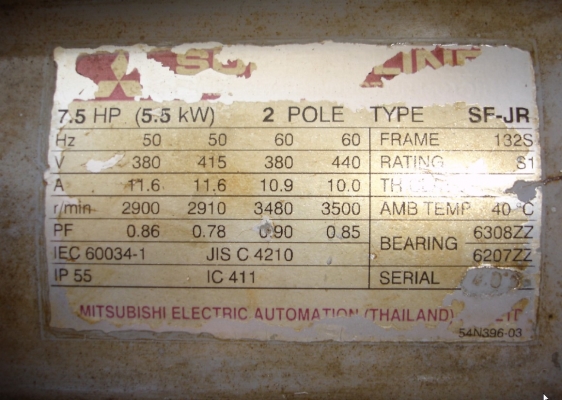 7.5 HP (5.5 kW) 2 POLE TYPE SF-JR
Hz 50 50 60 60 FRAME 132S
V 380 415 380 440 RATING S1
A 11.6 11.6 10.9 10.0
r/min 2900 2910 3480 3500 AMB TEMP 40 °C
PF 0.86 0.78 0.90 0.85 BEARING 6308ZZ
6207ZZ
IEC 60034-1 JIS C 4210
IP 55 IC 411 SERIAL
MITSUBISHI ELECTRIC AUTOMATION (THAILAND)
54N396-03